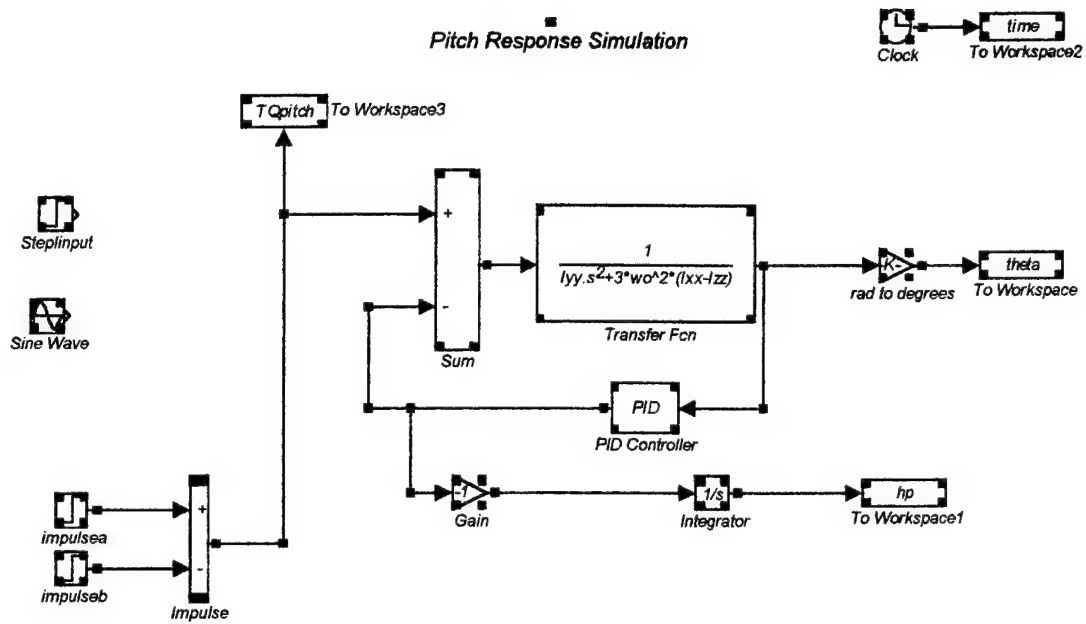 Pitch Response Simulation
time
Clock
To Workspace2
TQpitch
To Workspace3
+
-
Sum
StepIinput
Sine Wave
1
Iyy.s^2+3*wo^2*(Ixx-Izz)
Transfer Fcn
K-
rad to degrees
theta
To Workspace
PID
PID Controller
-1
Gain
1/s
Integrator
hp
To Workspace1
impulsea
+
-
impulseb
Impulse